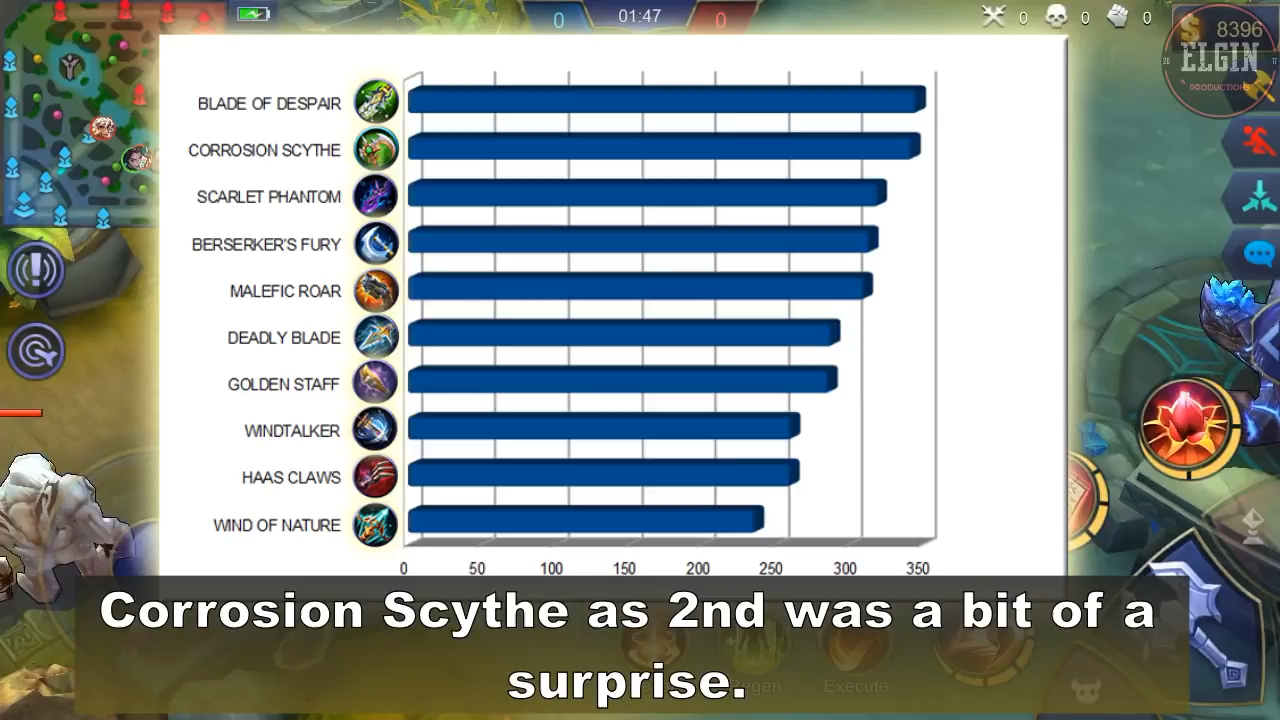 0
01:47
0
0
0
0
8396
20 ELGIN 17
PRODUCTIONS
BLADE OF DESPAIR
CORROSION SCYTHE
SCARLET PHANTOM
BERSERKER'S FURY
MALEFIC ROAR
DEADLY BLADE
GOLDEN STAFF
WINDTALKER
HAAS CLAWS
WIND OF NATURE
0 50 100 150 200 250 300 350
Corrosion Scythe as 2nd was a bit of a
surprise.
Regen Execute